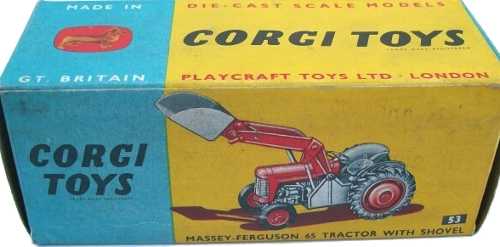 MADE IN
DIE-CAST SCALE MODELS
CORGI TOYS
GT. BRITAIN
PLAYCRAFT TOYS LTD · LONDON
CORGI
TOYS
53
MASSEY-FERGUSON 65 TRACTOR WITH SHOVEL